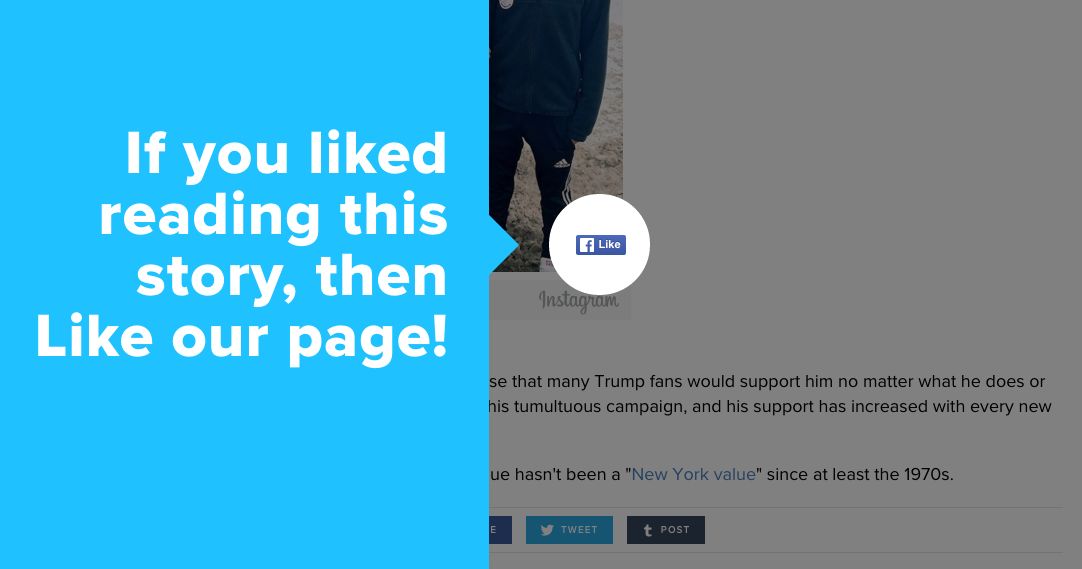 If you liked
reading this
story, then
Like our page!
Like
Instagram
se that many Trump fans would support him no matter what he does or
his tumultuous campaign, and his support has increased with every new
ue hasn't been a "New York value" since at least the 1970s.
E
TWEET
POST